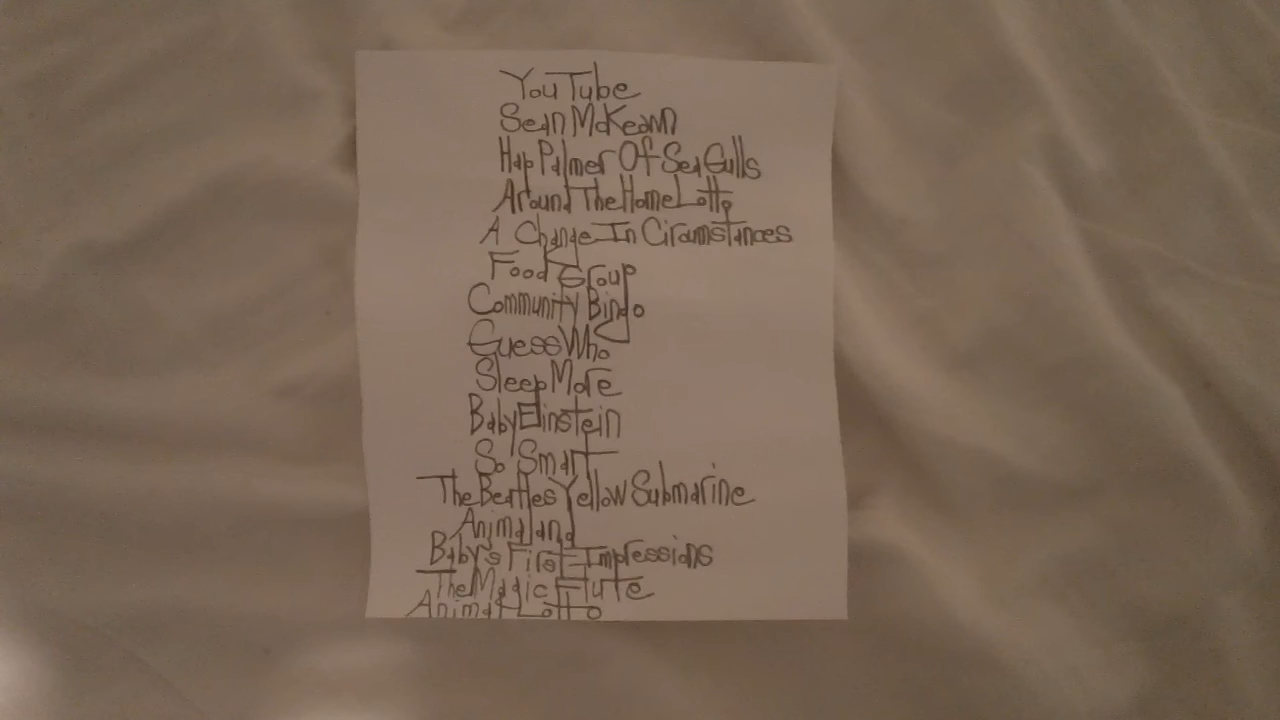 YouTube
Sean McKeann
Hap Palmer Of Sea Gulls
Around The Home Lotto
A Change In Circumstances
Food Group
Community Bingo
Guess Who
Sleep More
Baby Einstein
So Smart
The Beatles Yellow Submarine
Animaland
Baby's First Impressions
The Magic Flute
Animal Lotto